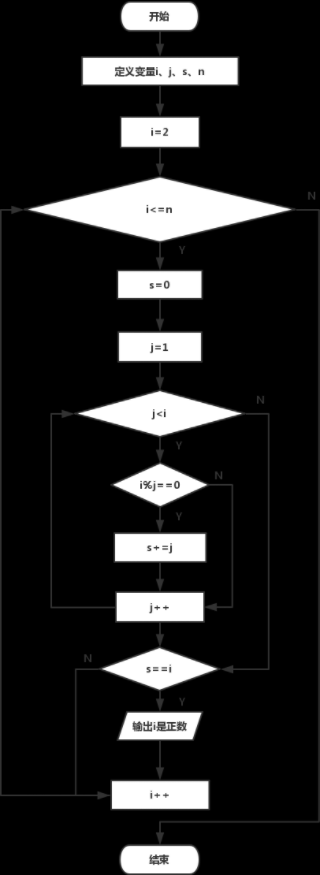 开始
定义变量i、j、s、n
i=2
i<=n
N
Y
s=0
j=1
j<i
N
Y
i%j==0
N
Y
s+=j
j++
s==i
N
Y
输出i是正数
i++
结束